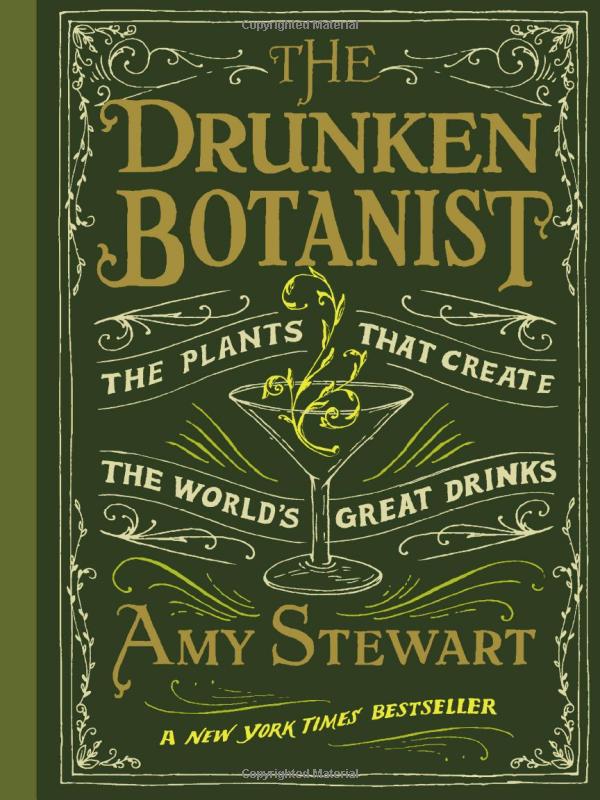 Copyrighted Material
THE
DRUNKEN
BOTANIST
THE PLANTS THAT CREATE
THE WORLD'S GREAT DRINKS
AMY STEWART
A NEW YORK TIMES BESTSELLER
Copyrighted Material